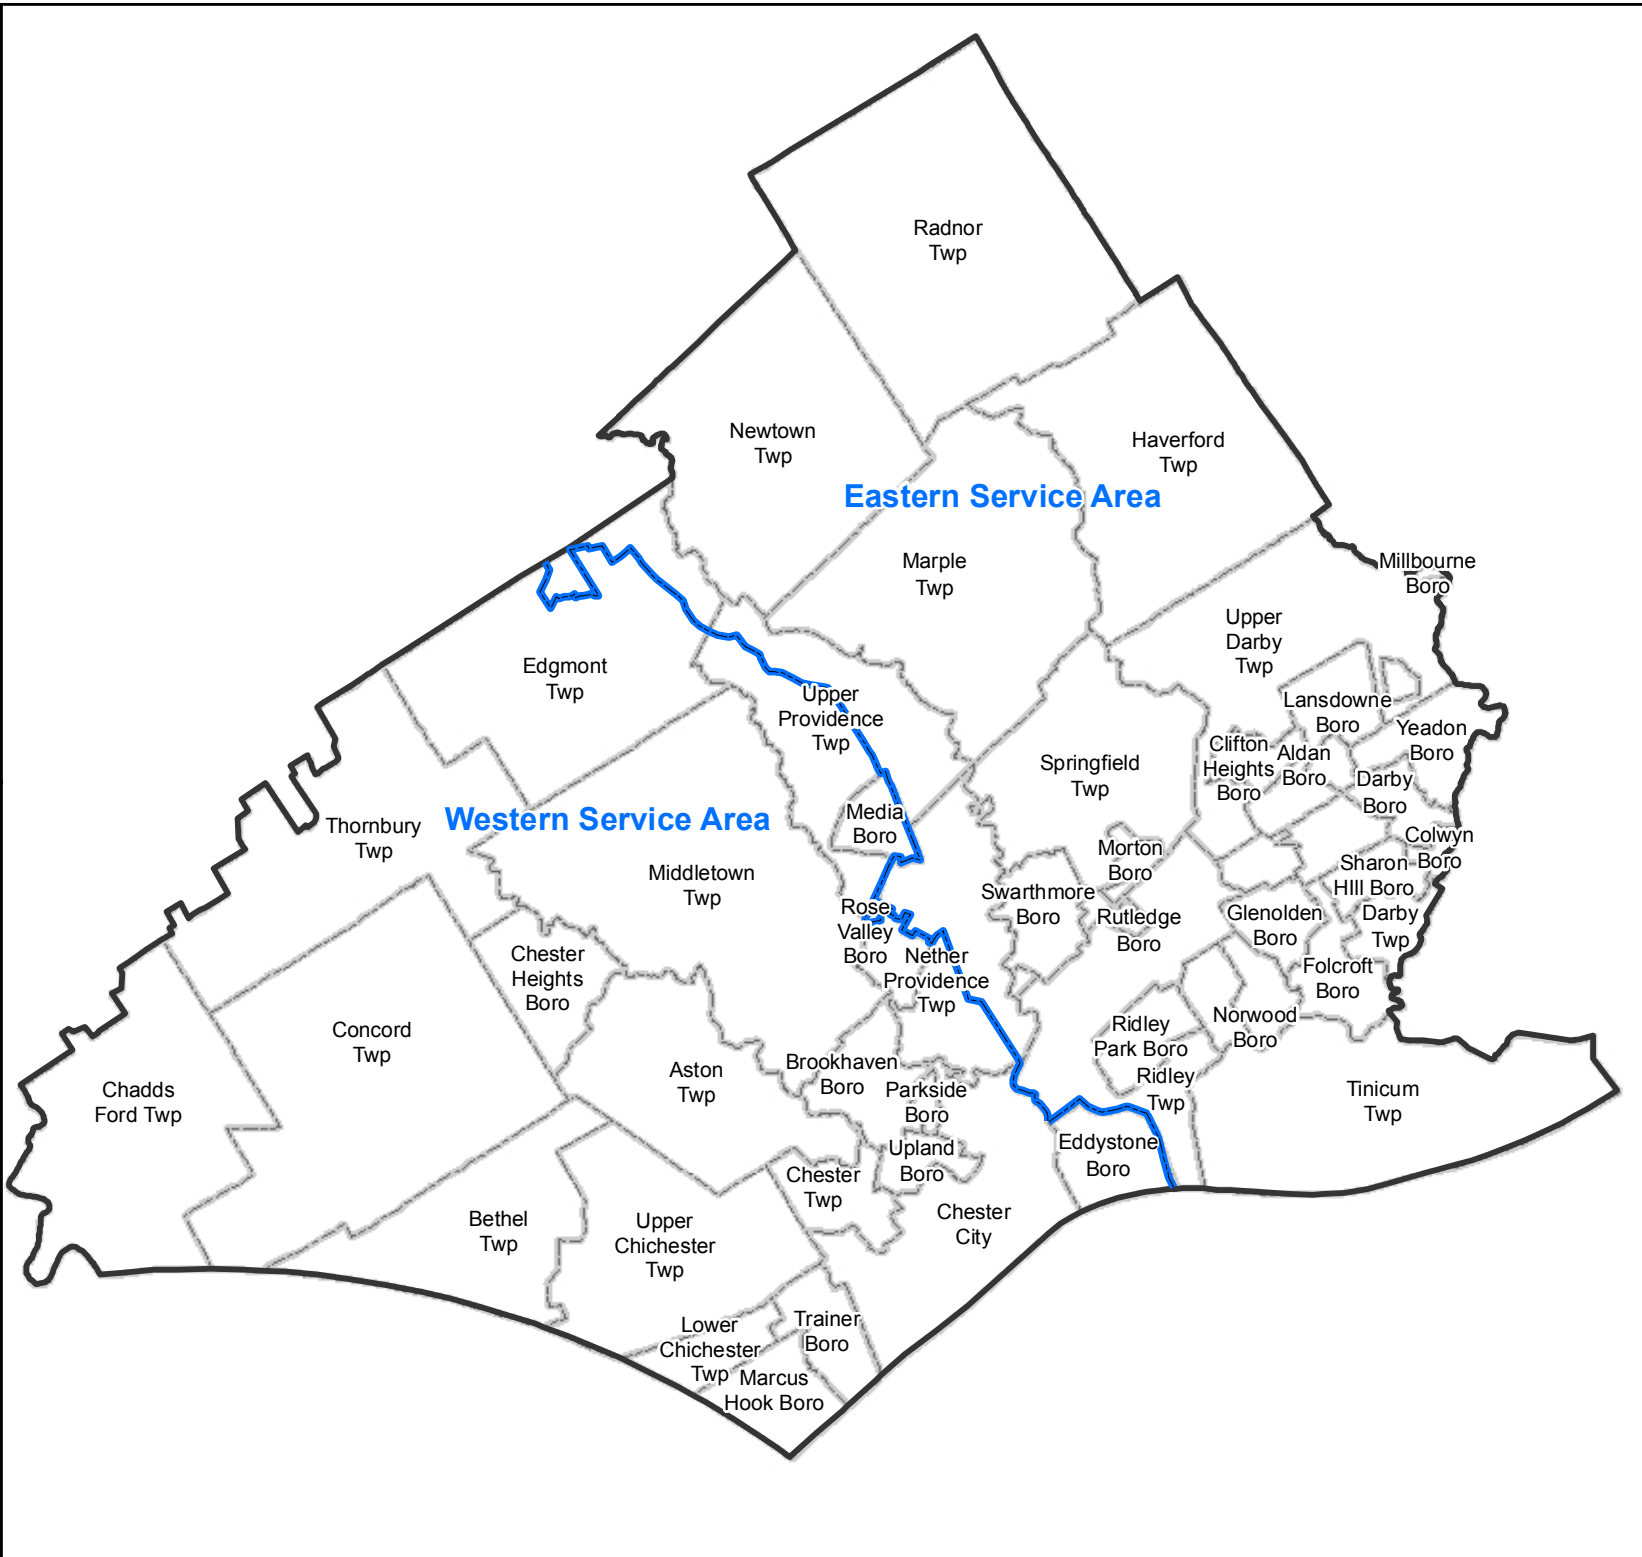 Radnor
Twp
Newtown
Twp
Haverford
Twp
Eastern Service Area
Marple
Twp
Millbourne
Boro
Upper
Darby
Twp
Edgmont
Twp
Upper
Providence
Twp
Lansdowne
Boro
Yeadon
Boro
Clifton
Heights
Boro
Aldan
Boro
Springfield
Twp
Darby
Boro
Western Service Area
Media
Boro
Thornbury
Twp
Colwyn
Boro
Morton
Boro
Sharon
HIll Boro
Middletown
Twp
Swarthmore
Boro
Rutledge
Boro
Glenolden
Boro
Darby
Twp
Rose
Valley
Boro
Nether
Providence
Twp
Chester
Heights
Boro
Folcroft
Boro
Norwood
Boro
Ridley
Park Boro
Concord
Twp
Brookhaven
Boro
Aston
Twp
Parkside
Boro
Ridley
Twp
Tinicum
Twp
Chadds
Ford Twp
Upland
Boro
Eddystone
Boro
Chester
Twp
Chester
City
Bethel
Twp
Upper
Chichester
Twp
Lower
Chichester
Twp
Trainer
Boro
Marcus
Hook Boro